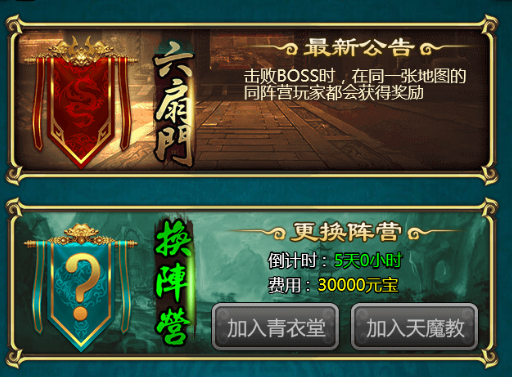 六扇門
最新公告
击败BOSS时，在同一张地图的
同阵营玩家都会获得奖励
換陣營
更换阵营
倒计时：5天0小时
费用：30000元宝
加入青衣堂
加入天魔教